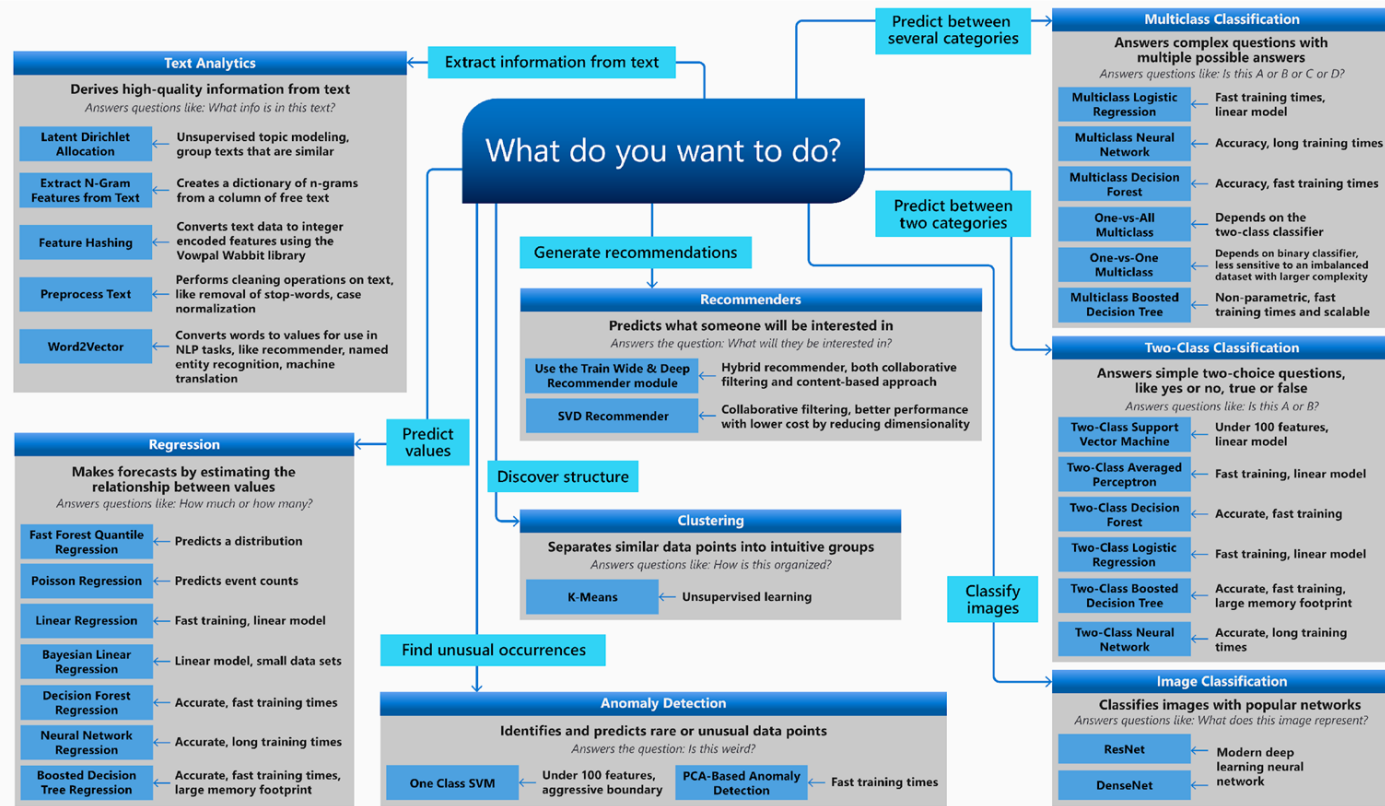 What do you want to do?
Extract information from text
Text Analytics
Derives high-quality information from text
Answers questions like: What info is in this text?
Latent Dirichlet
Allocation
Unsupervised topic modeling,
group texts that are similar
Extract N-Gram
Features from Text
Creates a dictionary of n-grams
from a column of free text
Feature Hashing
Converts text data to integer
encoded features using the
Vowpal Wabbit library
Preprocess Text
Performs cleaning operations on text,
like removal of stop-words, case
normalization
Word2Vector
Converts words to values for use in
NLP tasks, like recommender, named
entity recognition, machine
translation
Predict
values
Regression
Makes forecasts by estimating the
relationship between values
Answers questions like: How much or how many?
Fast Forest Quantile
Regression
Predicts a distribution
Poisson Regression
Predicts event counts
Linear Regression
Fast training, linear model
Bayesian Linear
Regression
Linear model, small data sets
Decision Forest
Regression
Accurate, fast training times
Neural Network
Regression
Accurate, long training times
Boosted Decision
Tree Regression
Accurate, fast training times,
large memory footprint
Generate recommendations
Recommenders
Predicts what someone will be interested in
Answers the question: What will they be interested in?
Use the Train Wide & Deep
Recommender module
Hybrid recommender, both collaborative
filtering and content-based approach
SVD Recommender
Collaborative filtering, better performance
with lower cost by reducing dimensionality
Discover structure
Clustering
Separates similar data points into intuitive groups
Answers questions like: How is this organized?
K-Means
Unsupervised learning
Find unusual occurrences
Anomaly Detection
Identifies and predicts rare or unusual data points
Answers the question: Is this weird?
One Class SVM
Under 100 features,
aggressive boundary
PCA-Based Anomaly
Detection
Fast training times
Predict between
several categories
Multiclass Classification
Answers complex questions with
multiple possible answers
Answers questions like: Is this A or B or C or D?
Multiclass Logistic
Regression
Fast training times,
linear model
Multiclass Neural
Network
Accuracy, long training times
Multiclass Decision
Forest
Accuracy, fast training times
One-vs-All
Multiclass
Depends on the
two-class classifier
One-vs-One
Multiclass
Depends on binary classifier,
less sensitive to an imbalanced
dataset with larger complexity
Multiclass Boosted
Decision Tree
Non-parametric, fast
training times and scalable
Predict between
two categories
Two-Class Classification
Answers simple two-choice questions,
like yes or no, true or false
Answers questions like: Is this A or B?
Two-Class Support
Vector Machine
Under 100 features,
linear model
Two-Class Averaged
Perceptron
Fast training, linear model
Two-Class Decision
Forest
Accurate, fast training
Two-Class Logistic
Regression
Fast training, linear model
Two-Class Boosted
Decision Tree
Accurate, fast training,
large memory footprint
Two-Class Neural
Network
Accurate, long training
times
Classify
images
Image Classification
Classifies images with popular networks
Answers questions like: What does this image represent?
ResNet
DenseNet
Modern deep
learning neural
network